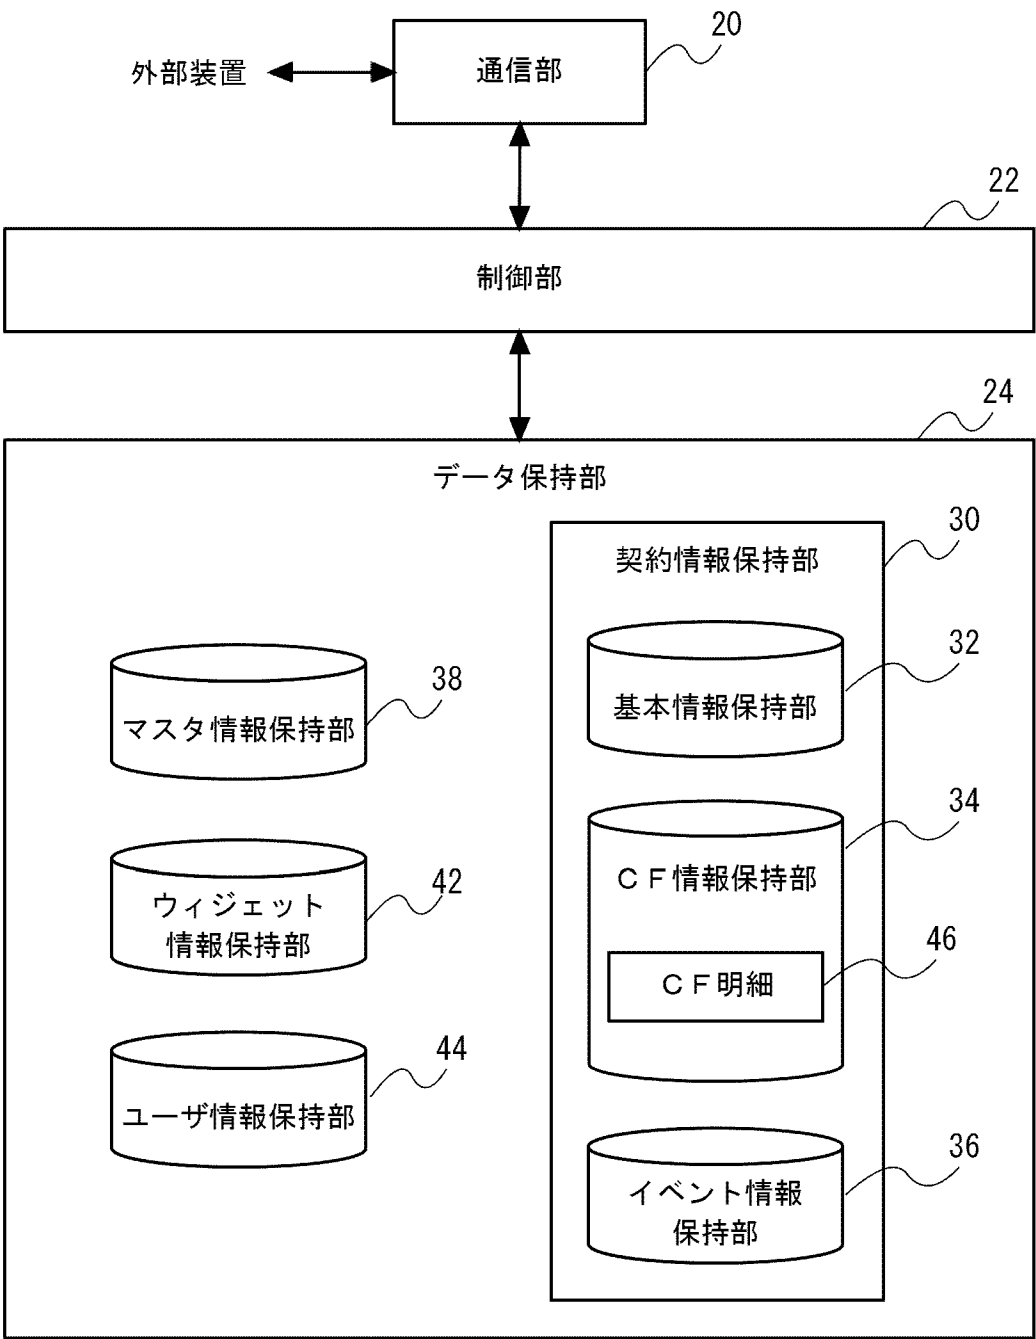 20
外部装置
通信部
22
制御部
24
データ保持部
30
契約情報保持部
32
基本情報保持部
38
マスタ情報保持部
34
ＣＦ情報保持部
42
ウィジェット
情報保持部
46
ＣＦ明細
44
ユーザ情報保持部
36
イベント情報
保持部